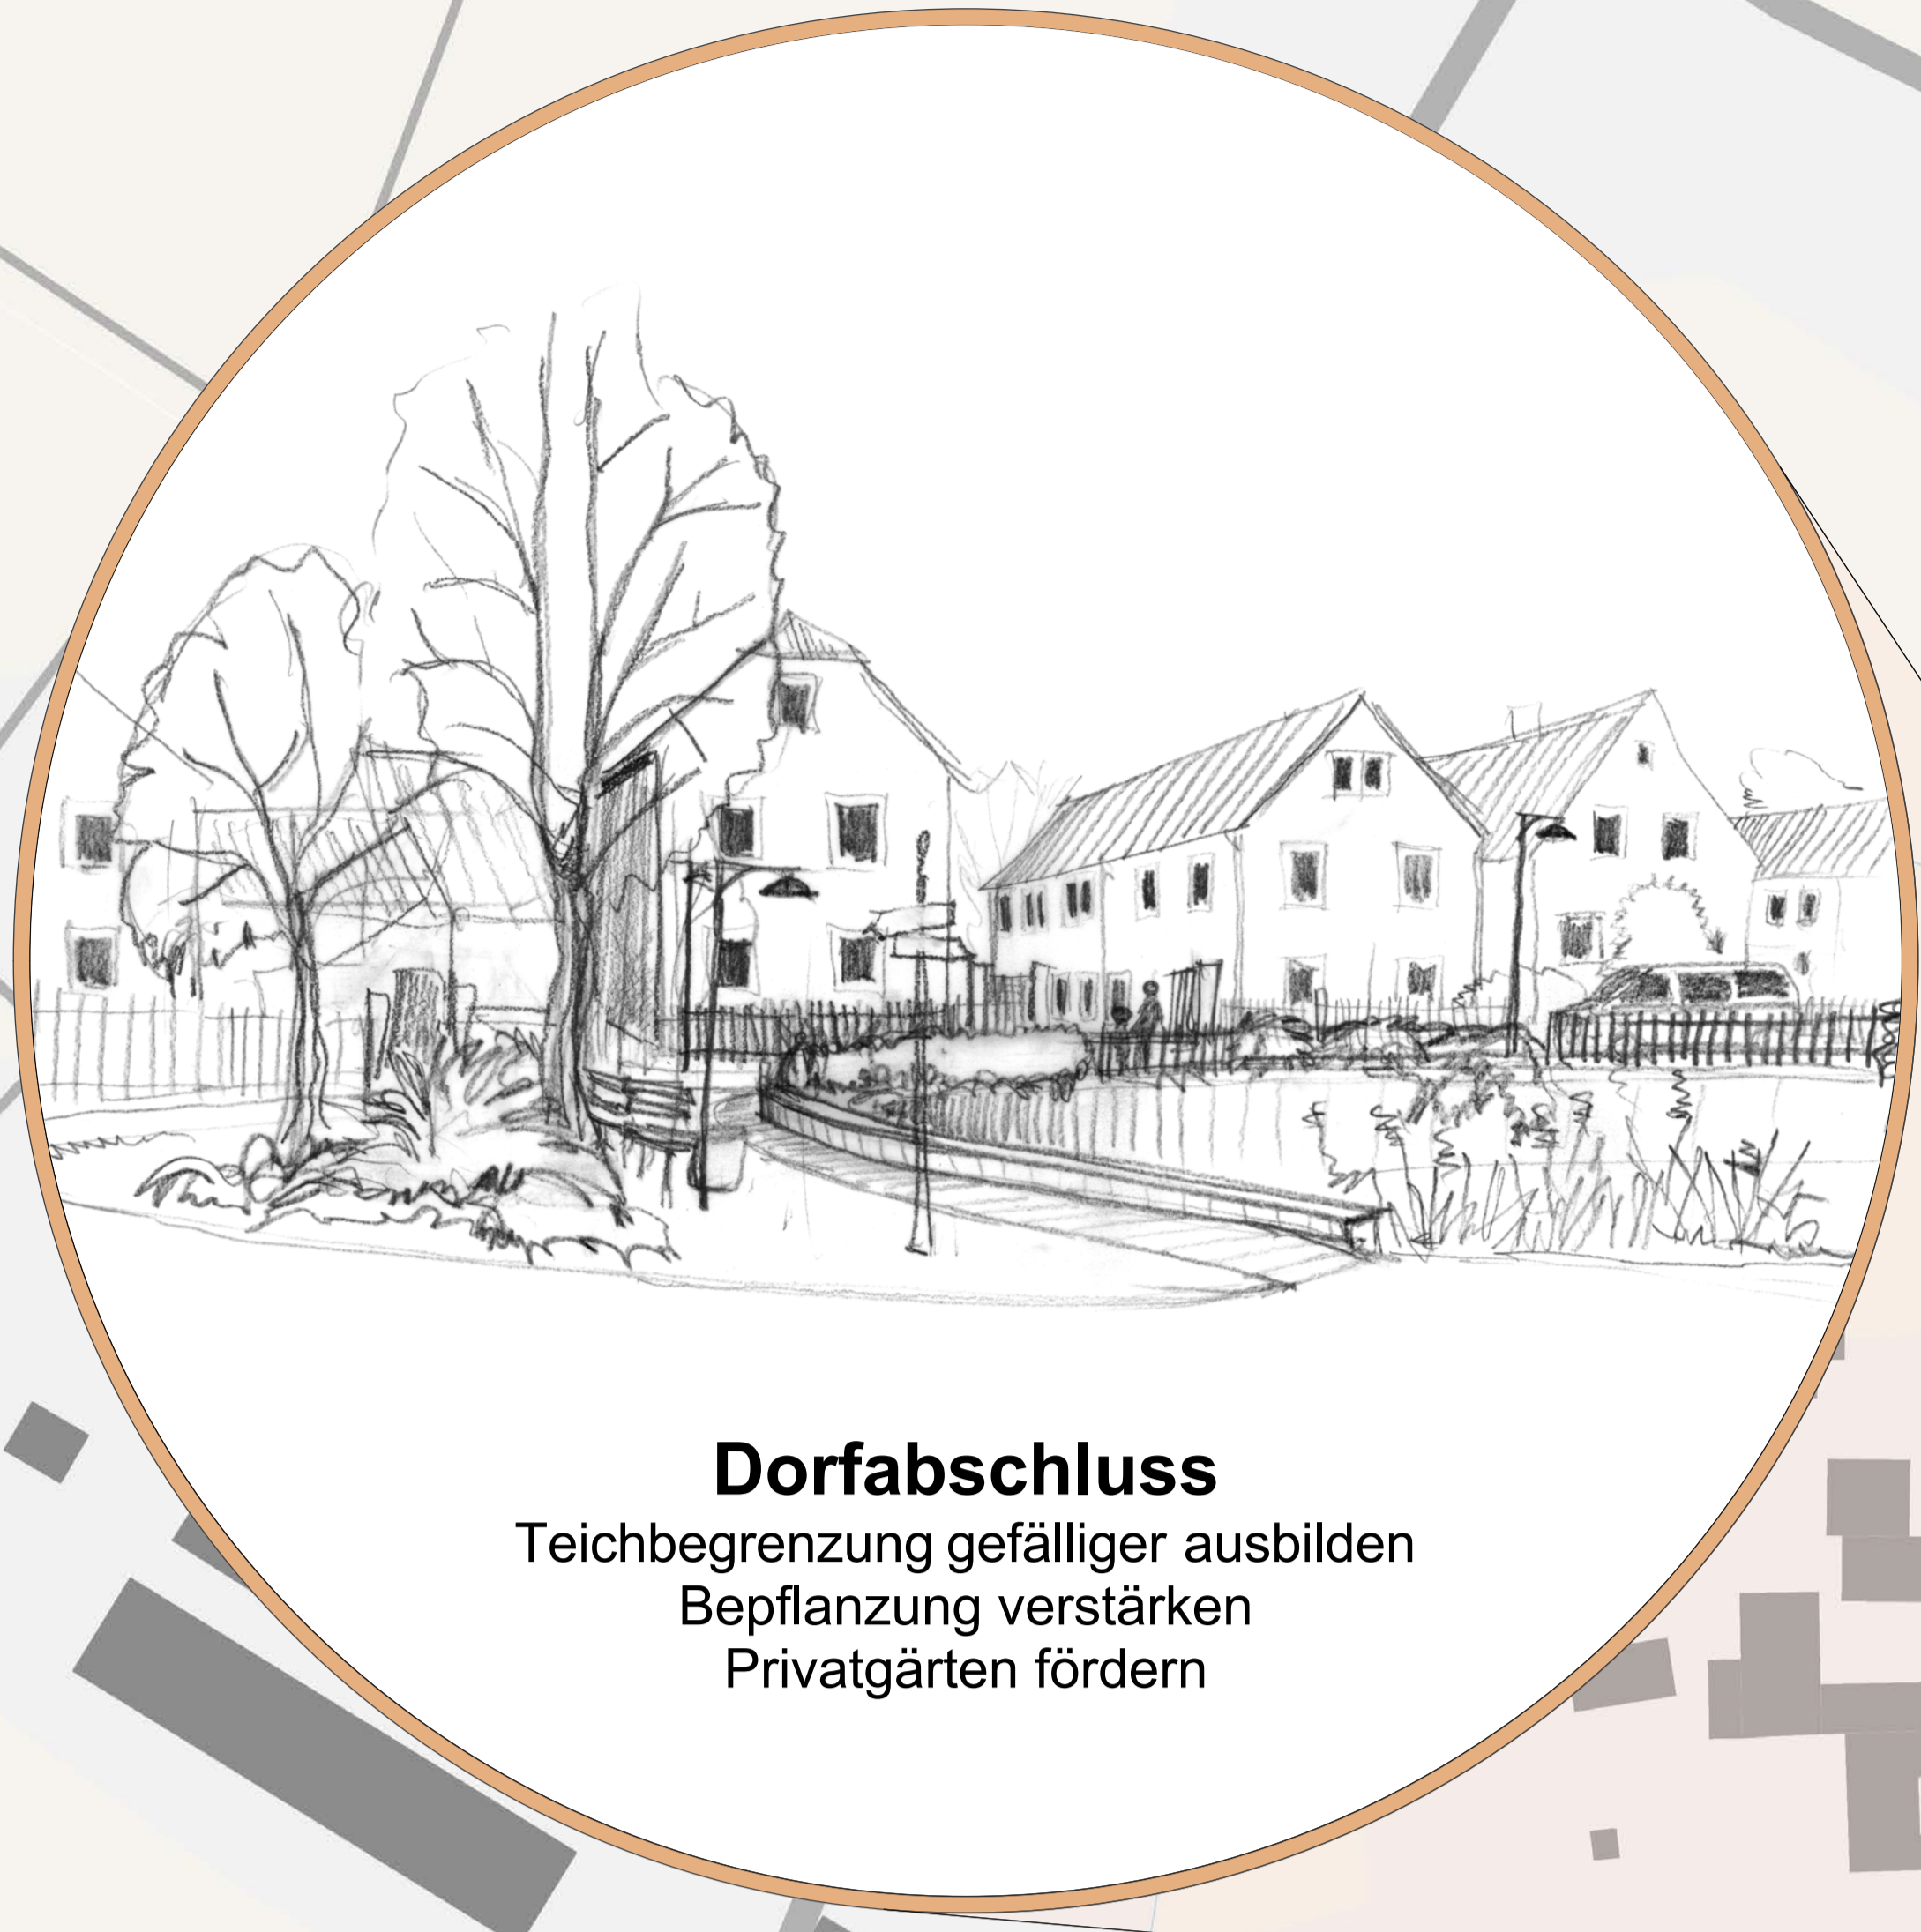 Dorfabschluss
Teichbegrenzung gefälliger ausbilden
Bepflanzung verstärken
Privatgärten fördern